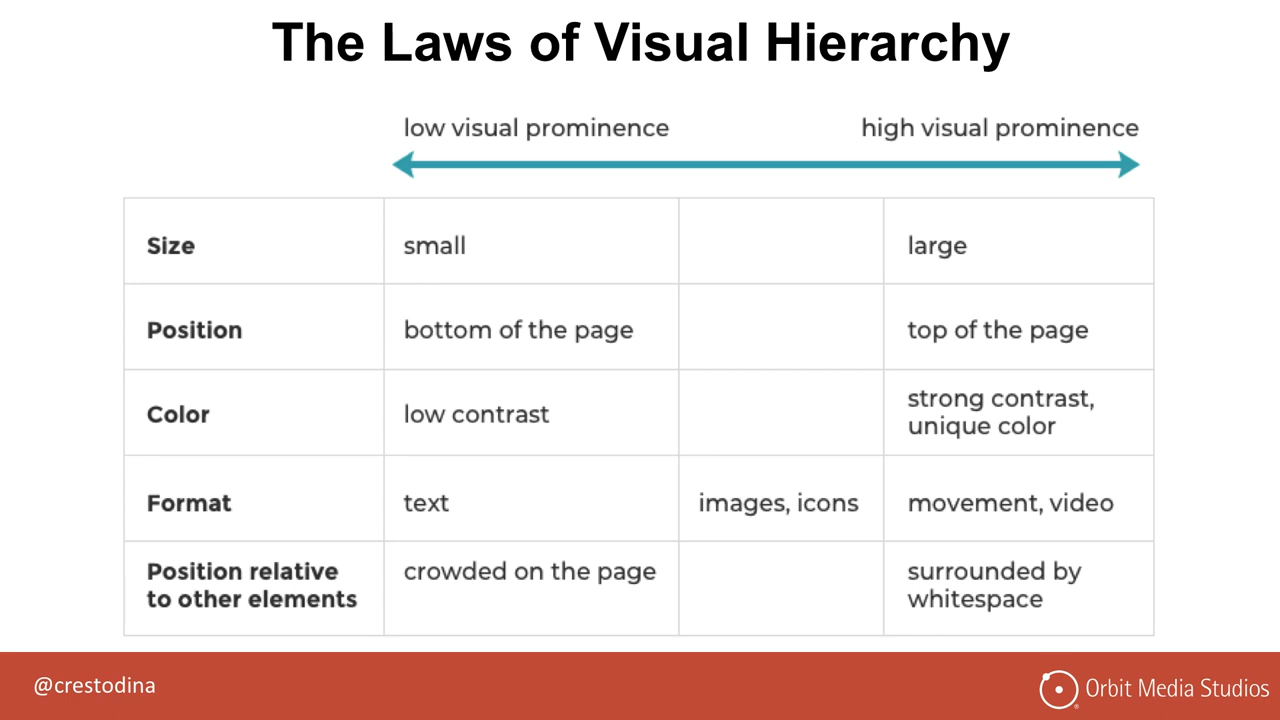 The Laws of Visual Hierarchy
low visual prominence
high visual prominence
Size
small
large
Position
bottom of the page
top of the page
Color
low contrast
strong contrast,
unique color
Format
text
images, icons
movement, video
Position relative
to other elements
crowded on the page
surrounded by
whitespace
@crestodina
Orbit Media Studios